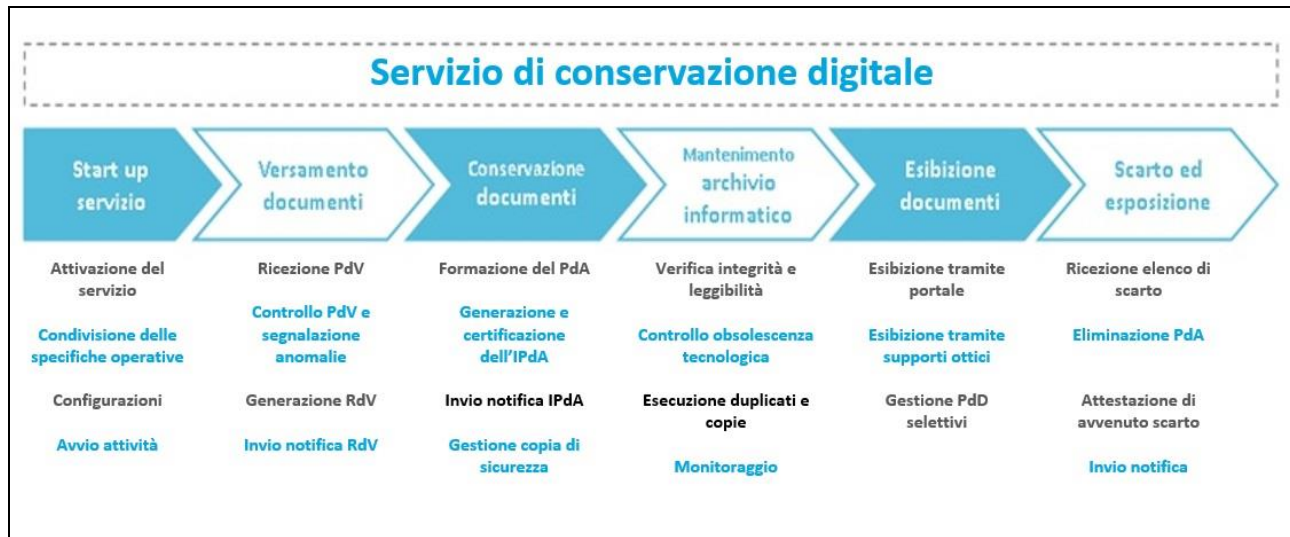 Servizio di conservazione digitale
Start up
servizio
Versamento
documenti
Conservazione
documenti
Mantenimento
archivio
informatico
Esibizione
documenti
Scarto ed
esposizione
Attivazione del
servizio
Condivisione delle
specifiche operative
Configurazioni
Avvio attività
Ricezione PdV
Controllo PdV e
segnalazione
anomalie
Generazione RdV
Invio notifica RdV
Formazione del PdA
Generazione e
certificazione
dell'IPdA
Invio notifica IPdA
Gestione copia di
sicurezza
Verifica integrità e
leggibilità
Controllo obsolescenza
tecnologica
Esecuzione duplicati e
copie
Monitoraggio
Esibizione tramite
portale
Esibizione tramite
supporti ottici
Gestione PdD
selettivi
Ricezione elenco di
scarto
Eliminazione PdA
Attestazione di
avvenuto scarto
Invio notifica